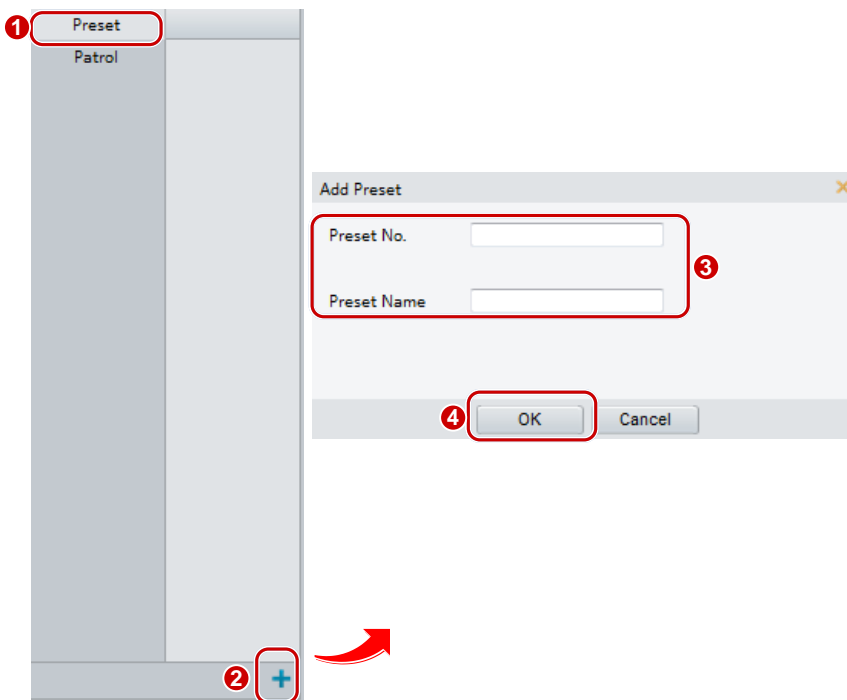 1
Preset
Patrol
Add Preset
Preset No.
3
Preset Name
4
OK
Cancel
2